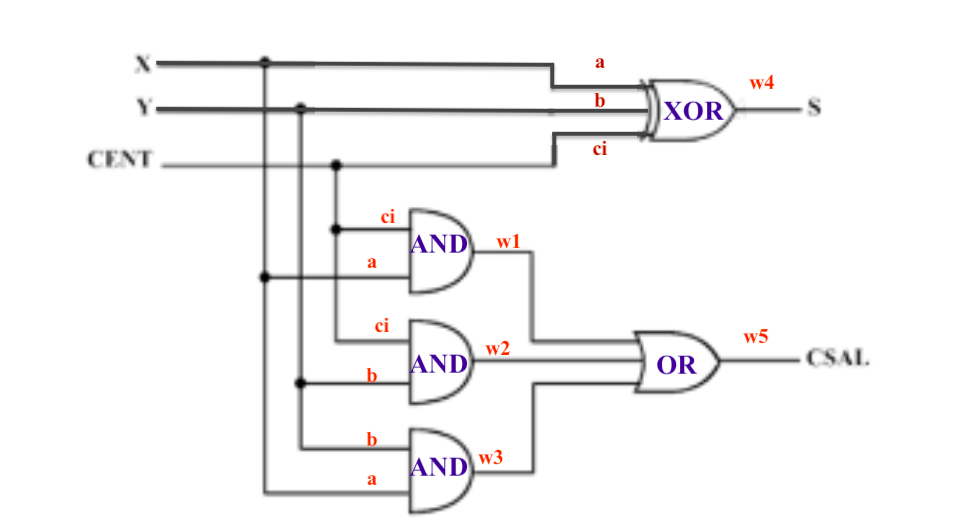 X
a
w4
Y
b
XOR
S
CENT
ci
ci
AND
w1
a
ci
AND
w2
w5
b
OR
CSAL
b
AND
w3
a